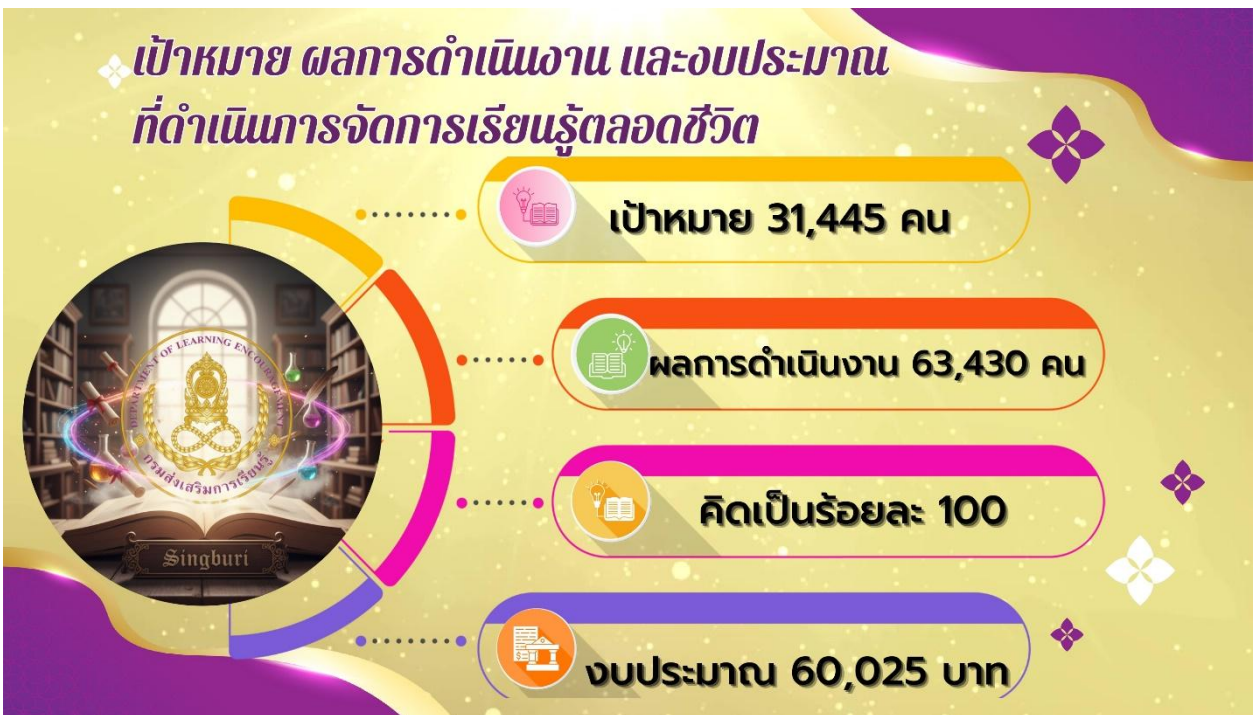 เป้าหมาย ผลการดำเนินงาน และงบประมาณ
ที่ดำเนินการจัดการเรียนรู้ตลอดชีวิต
เป้าหมาย 31,445 คน
ผลการดำเนินงาน 63,430 คน
คิดเป็นร้อยละ 100
งบประมาณ 60,025 บาท
DEPARTMENT OF LEARNING ENCOURAGEMENT
กรมส่งเสริมการเรียนรู้
Singburi